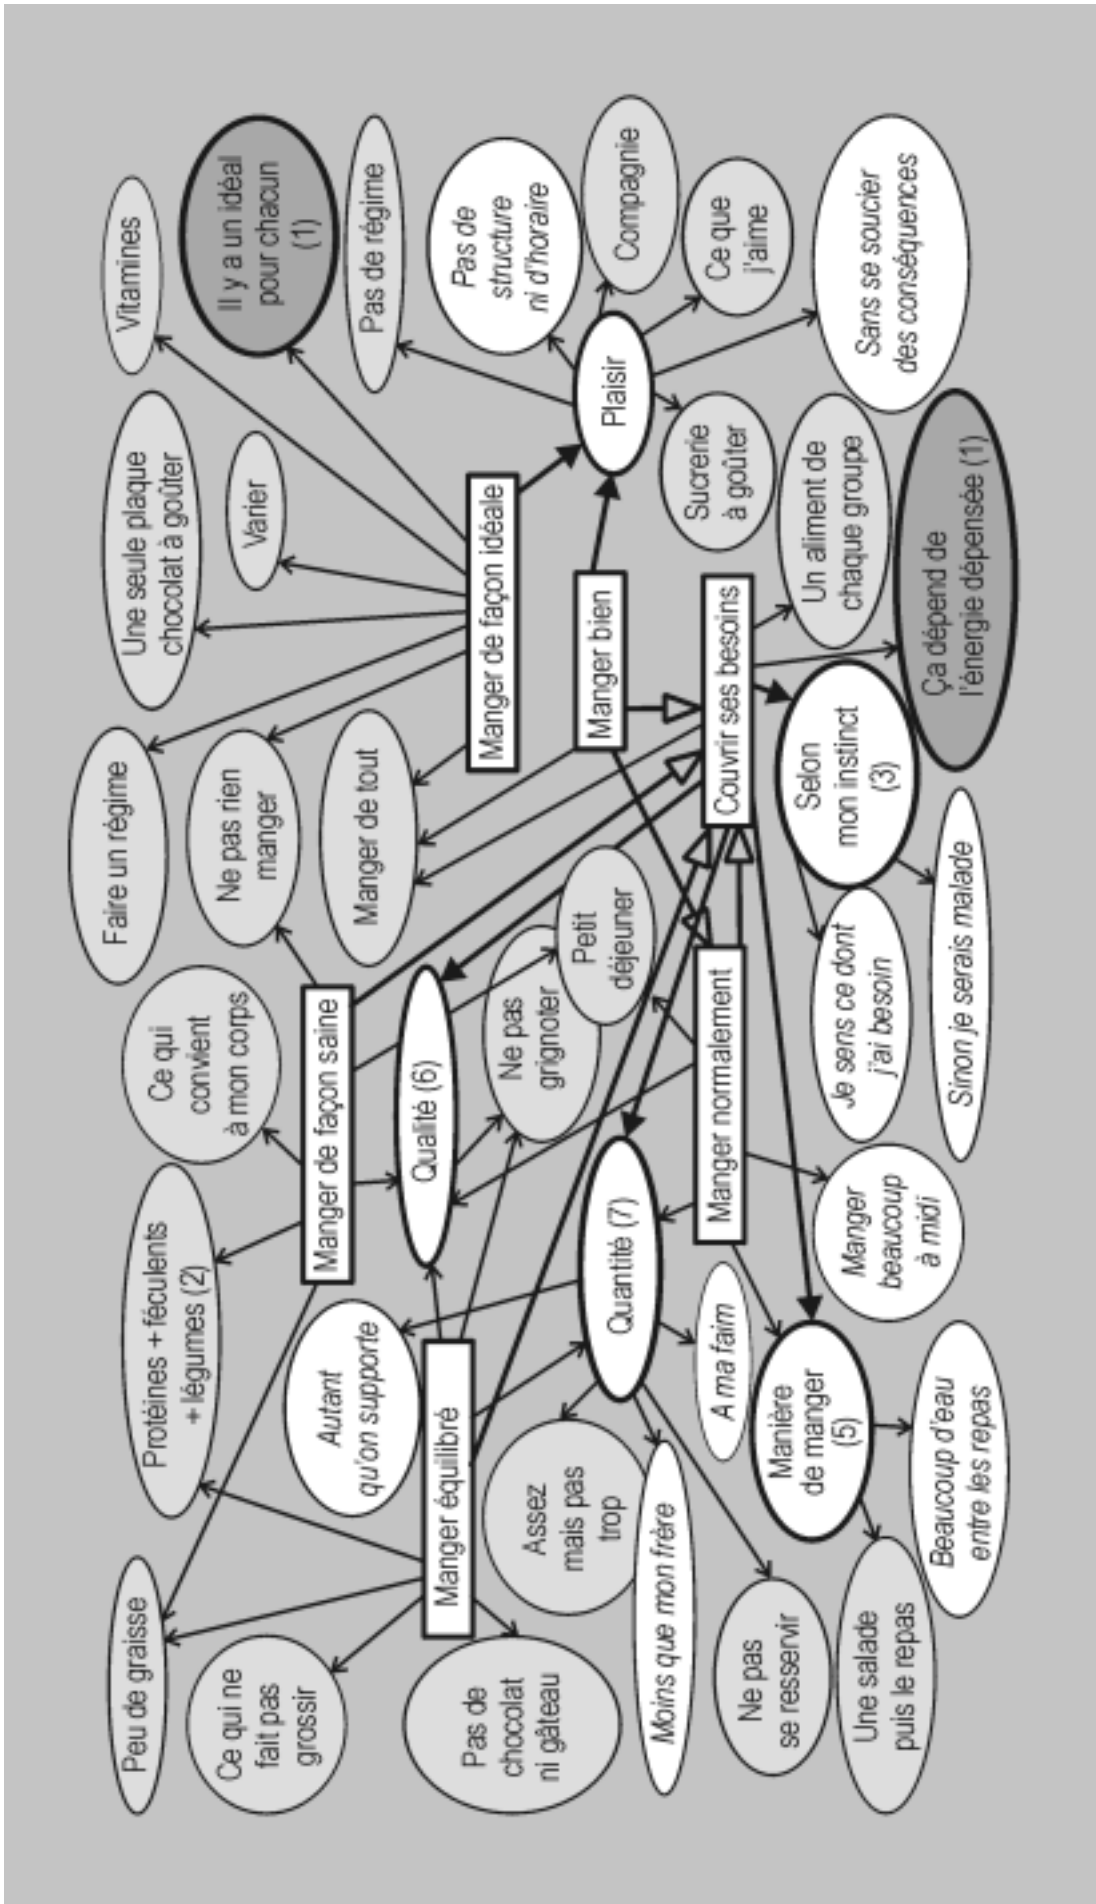 Peu de graisse
Protéines + féculents
+ légumes (2)
Ce qui
convient
à mon corps
Faire un régime
Une seule plaque
chocolat à goûter
Vitamines
Ce qui ne
fait pas
grossir
Ne pas rien
manger
Varier
Il y a un idéal
pour chacun
(1)
Autant
qu'on supporte
Manger de façon saine
Manger de tout
Pas de régime
Manger équilibré
Qualité (6)
Manger de façon idéale
Pas de
structure
ni d'horaire
Pas de
chocolat
ni gâteau
Assez
mais pas
trop
Ne pas
grignoter
Petit
déjeuner
Manger bien
Plaisir
Compagnie
Moins que mon frère
Quantité (7)
Sucrerie
à goûter
Ce que
j'aime
A ma faim
Manger normalement
Couvrir ses besoins
Ne pas
se resservir
Manière
de manger
(5)
Selon
mon instinct
(3)
Un aliment de
chaque groupe
Sans se soucier
des conséquences
Une salade
puis le repas
Manger
beaucoup
à midi
Je sens ce dont
j'ai besoin
Beaucoup d'eau
entre les repas
Sinon je serais malade
Ça dépend de
l'énergie dépensée (1)